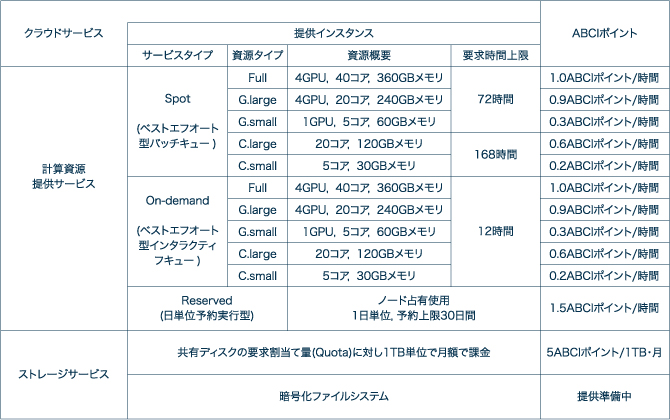 クラウドサービス 提供インスタンス ABCIポイント
サービスタイプ 資源タイプ 資源概要 要求時間上限
計算資源
提供サービス
Spot
(ベストエフオート
型バッチキュー)
Full 4GPU, 40コア, 360GBメモリ 72時間 1.0ABCIポイント/時間
G.large 4GPU, 20コア, 240GBメモリ 0.9ABCIポイント/時間
G.small 1GPU, 5コア, 60GBメモリ 0.3ABCIポイント/時間
C.large 20コア, 120GBメモリ 168時間 0.6ABCIポイント/時間
C.small 5コア, 30GBメモリ 0.2ABCIポイント/時間
On-demand
(ベストエフオート
型インタラクティ
フキュー)
Full 4GPU, 40コア, 360GBメモリ 12時間 1.0ABCIポイント/時間
G.large 4GPU, 20コア, 240GBメモリ 0.9ABCIポイント/時間
G.small 1GPU, 5コア, 60GBメモリ 0.3ABCIポイント/時間
C.large 20コア, 120GBメモリ 0.6ABCIポイント/時間
C.small 5コア, 30GBメモリ 0.2ABCIポイント/時間
Reserved
(日単位予約実行型)
ノード占有使用
1日単位, 予約上限30日間
1.5ABCIポイント/時間
ストレージサービス
共有ディスクの要求割当て量(Quota)に対し1TB単位で月額で課金 5ABCIポイント/1TB・月
暗号化ファイルシステム 提供準備中